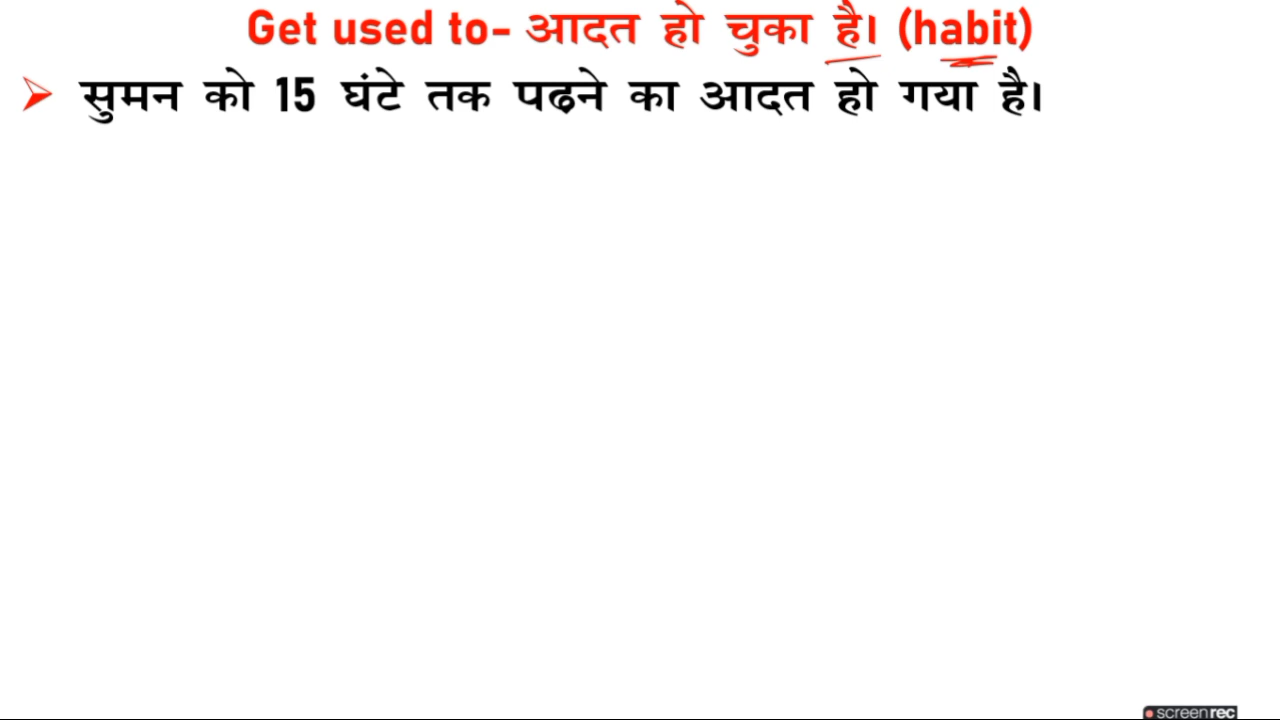 Get used to- आदत हो चुका है। (habit)
सुमन को 15 घंटे तक पढने का आदत हो गया है।
screenrec